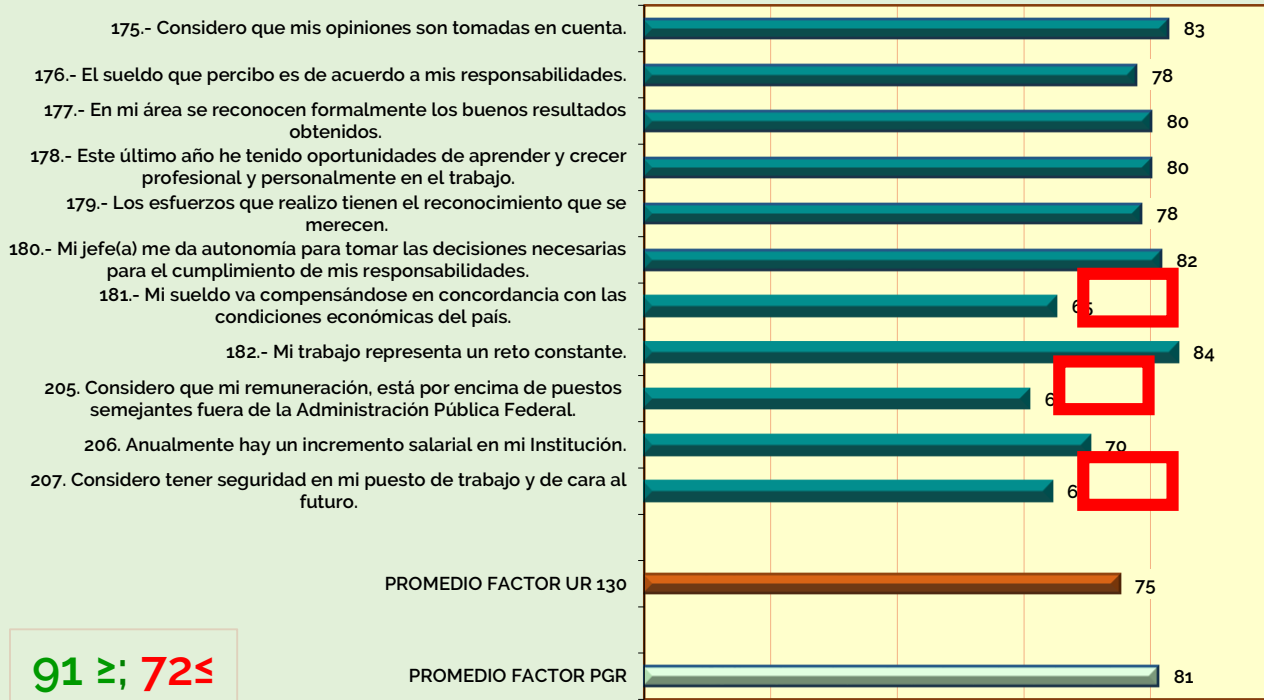 175.- Considero que mis opiniones son tomadas en cuenta.
83
176.- El sueldo que percibo es de acuerdo a mis responsabilidades.
78
177.- En mi área se reconocen formalmente los buenos resultados
obtenidos.
80
178.- Este último año he tenido oportunidades de aprender y crecer
profesional y personalmente en el trabajo.
80
179.- Los esfuerzos que realizo tienen el reconocimiento que se
merecen.
78
180.- Mi jefe(a) me da autonomía para tomar las decisiones necesarias
para el cumplimiento de mis responsabilidades.
82
181.- Mi sueldo va compensándose en concordancia con las
condiciones económicas del país.
65
182.- Mi trabajo representa un reto constante.
84
205. Considero que mi remuneración, está por encima de puestos
semejantes fuera de la Administración Pública Federal.
206. Anualmente hay un incremento salarial en mi Institución.
70
207. Considero tener seguridad en mi puesto de trabajo y de cara al
futuro.
PROMEDIO FACTOR UR 130
75
91 ≥; 72≤
PROMEDIO FACTOR PGR
81